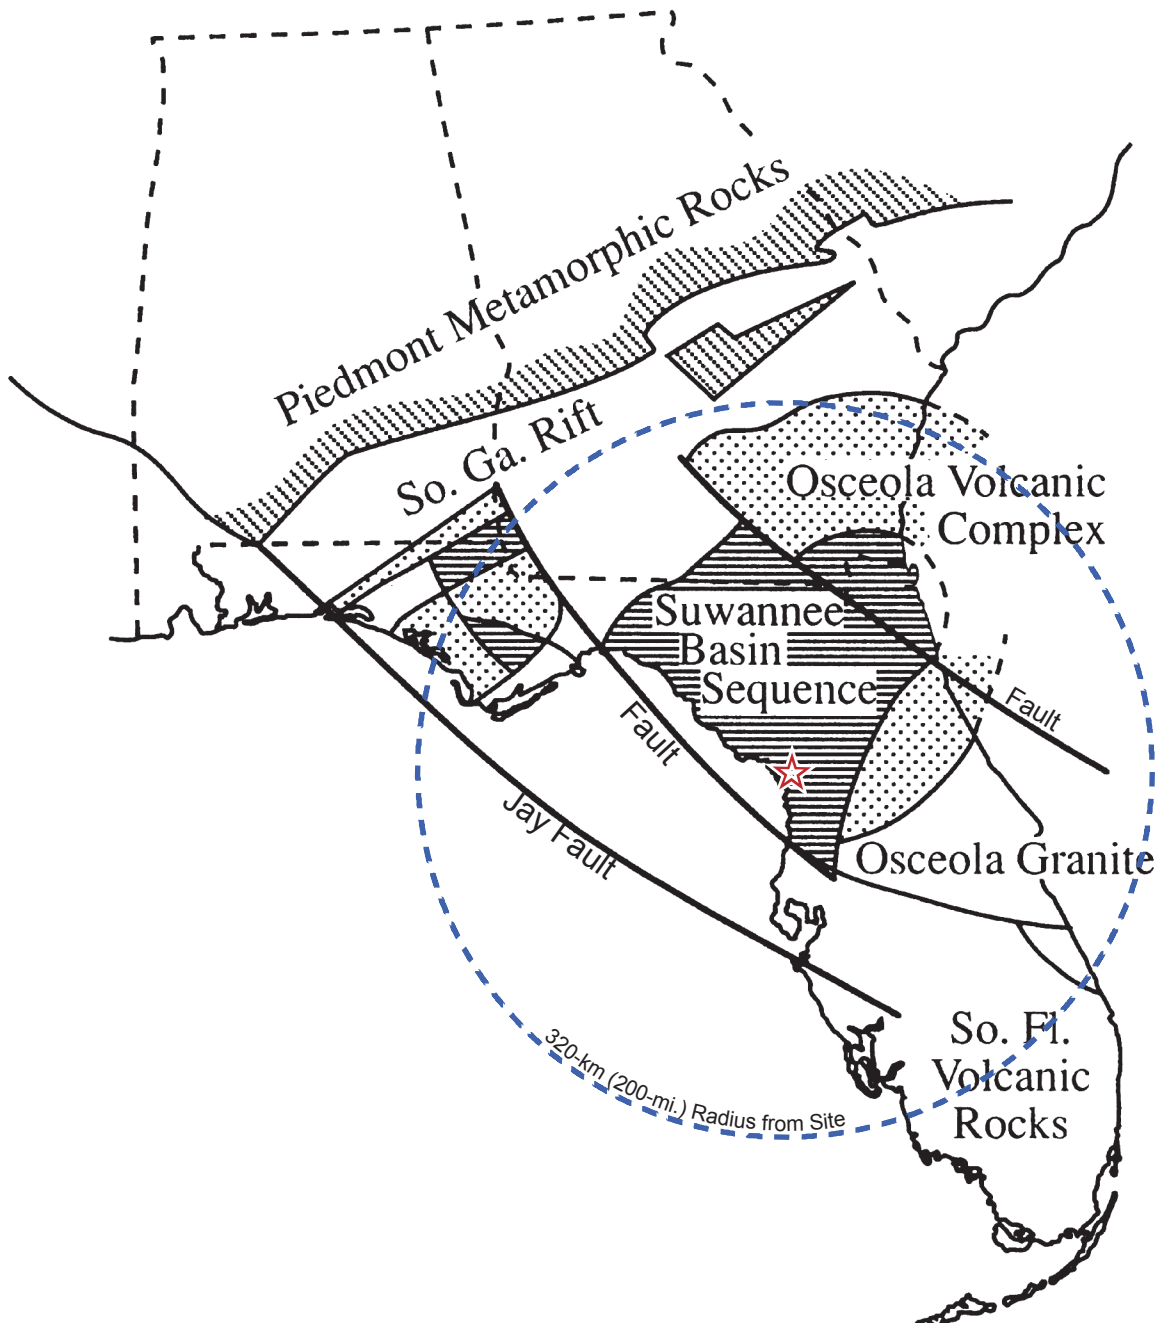 Piedmont Metamorphic Rocks
So. Ga. Rift
Osceola Volcanic
Complex
Suwannee
Basin
Sequence
Fault
Fault
Jay Fault
Osceola Granite
So. Fl.
Volcanic
Rocks
320-km (200-mi.) Radius from Site